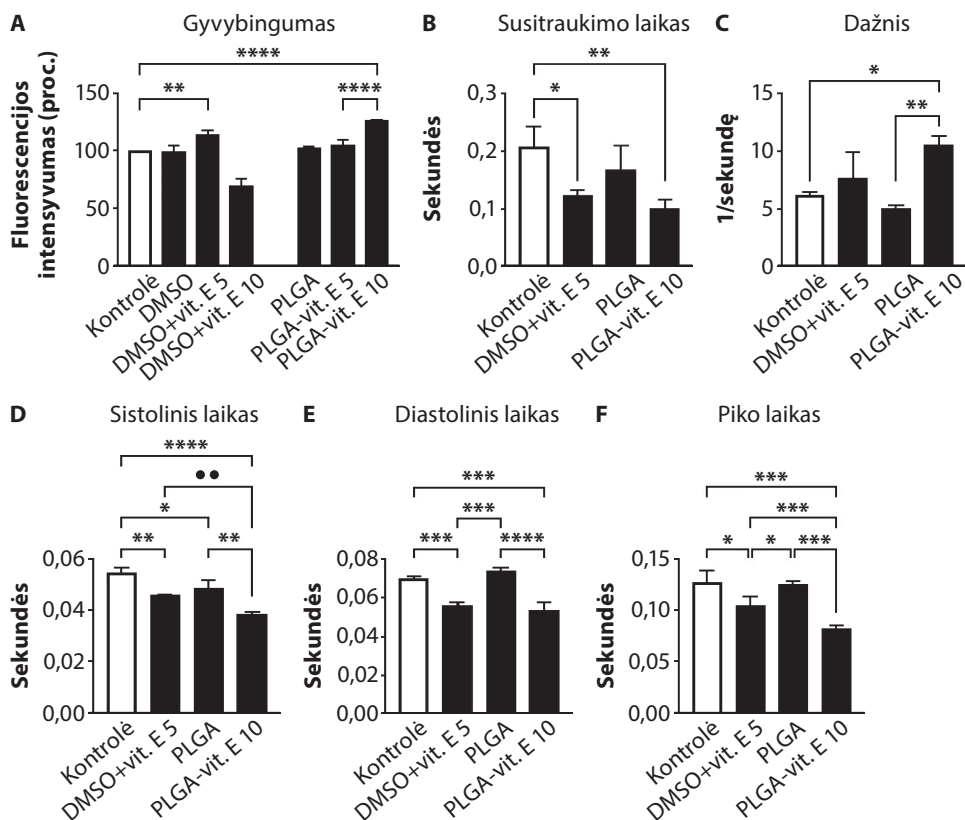 A Gyvybingumas
Fluorescencijos
intensyvumas (proc.)
150
100
50
0
****
**
****
Kontrolė
DMSO
DMSO+vit. E 5
DMSO+vit. E 10
PLGA
PLGA-vit. E 5
PLGA-vit. E 10
B Susitraukimo laikas
Sekundės
0,3
0,2
0,1
0,0
**
*
Kontrolė
DMSO+vit. E 5
PLGA
PLGA-vit. E 10
C Dažnis
1/sekundę
15
10
5
0
*
**
Kontrolė
DMSO+vit. E 5
PLGA
PLGA-vit. E 10
D Sistolinis laikas
Sekundės
0,06
0,04
0,02
0,00
****
••
*
** **
Kontrolė
DMSO+vit. E 5
PLGA
PLGA-vit. E 10
E Diastolinis laikas
Sekundės
0,08
0,06
0,04
0,02
0,00
***
***
*** ****
Kontrolė
DMSO+vit. E 5
PLGA
PLGA-vit. E 10
F Piko laikas
Sekundės
0,15
0,10
0,05
0,00
***
***
* * ***
Kontrolė
DMSO+vit. E 5
PLGA
PLGA-vit. E 10